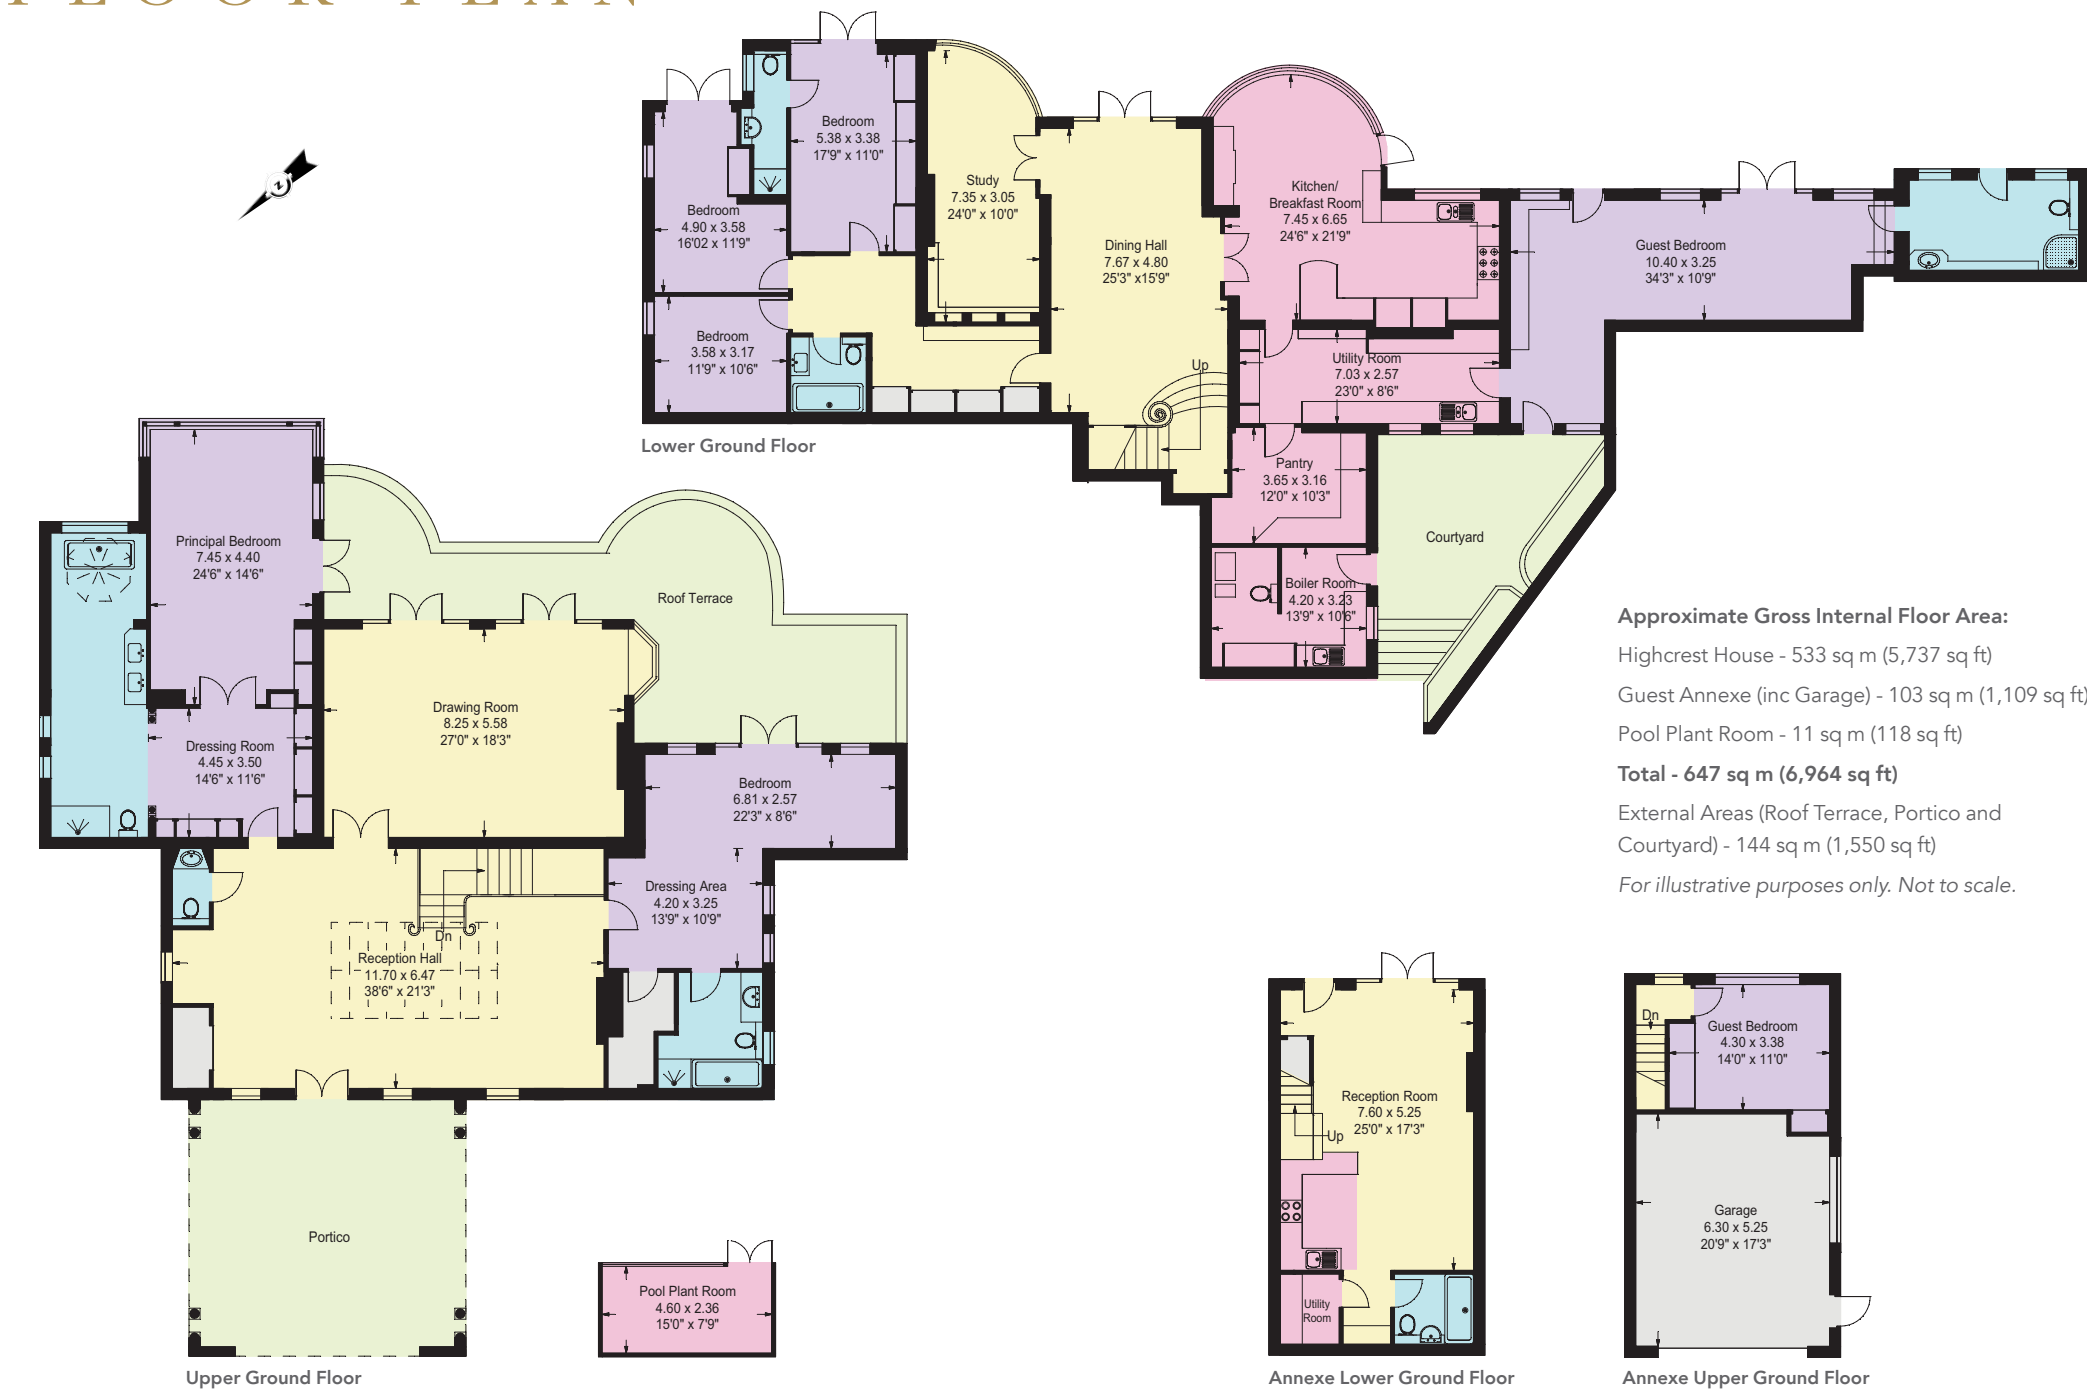 FLOOR PLAN
Bedroom
5.38 x 3.38
17'9" x 11'0"
Bedroom
4.90 x 3.58
16'02 x 11'9"
Bedroom
3.58 x 3.17
11'9" x 10'6"
Study
7.35 x 3.05
24'0" x 10'0"
Dining Hall
7.67 x 4.80
25'3" x15'9"
Up
Kitchen/
Breakfast Room
7.45 x 6.65
24'6" x 21'9"
Utility Room
7.03 x 2.57
23'0" x 8'6"
Guest Bedroom
10.40 x 3.25
34'3" x 10'9"
Pantry
3.65 x 3.16
12'0" x 10'3"
Boiler Room
4.20 x 3.23
13'9" x 10'6"
Courtyard
Lower Ground Floor
N
Principal Bedroom
7.45 x 4.40
24'6" x 14'6"
Roof Terrace
Dressing Room
4.45 x 3.50
14'6" x 11'6"
Drawing Room
8.25 x 5.58
27'0" x 18'3"
Bedroom
6.81 x 2.57
22'3" x 8'6"
Dressing Area
4.20 x 3.25
13'9" x 10'9"
Dn
Reception Hall
11.70 x 6.47
38'6" x 21'3"
Portico
Upper Ground Floor
Pool Plant Room
4.60 x 2.36
15'0" x 7'9"
Approximate Gross Internal Floor Area:
Highcrest House - 533 sq m (5,737 sq ft)
Guest Annexe (inc Garage) - 103 sq m (1,109 sq ft)
Pool Plant Room - 11 sq m (118 sq ft)
Total - 647 sq m (6,964 sq ft)
External Areas (Roof Terrace, Portico and
Courtyard) - 144 sq m (1,550 sq ft)
For illustrative purposes only. Not to scale.
Reception Room
7.60 x 5.25
25'0" x 17'3"
Up
Utility
Room
Annexe Lower Ground Floor
Dn
Guest Bedroom
4.30 x 3.38
14'0" x 11'0"
Garage
6.30 x 5.25
20'9" x 17'3"
Annexe Upper Ground Floor